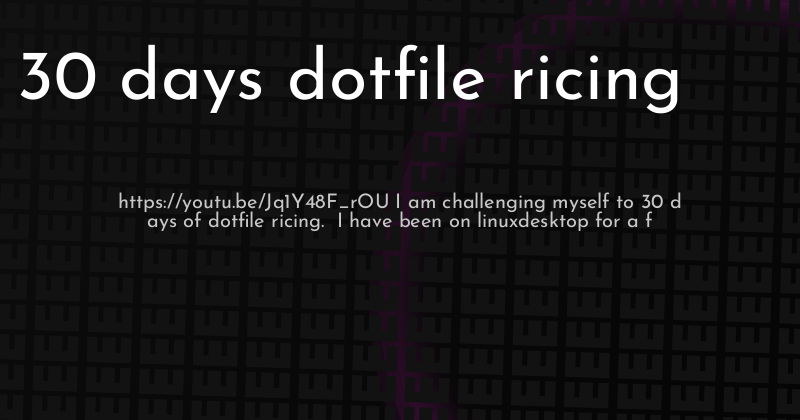 30 days dotfile ricing
https://youtu.be/Jq1Y48F_rOU I am challenging myself to 30 d
ays of dotfile ricing.  I have been on linuxdesktop for a f